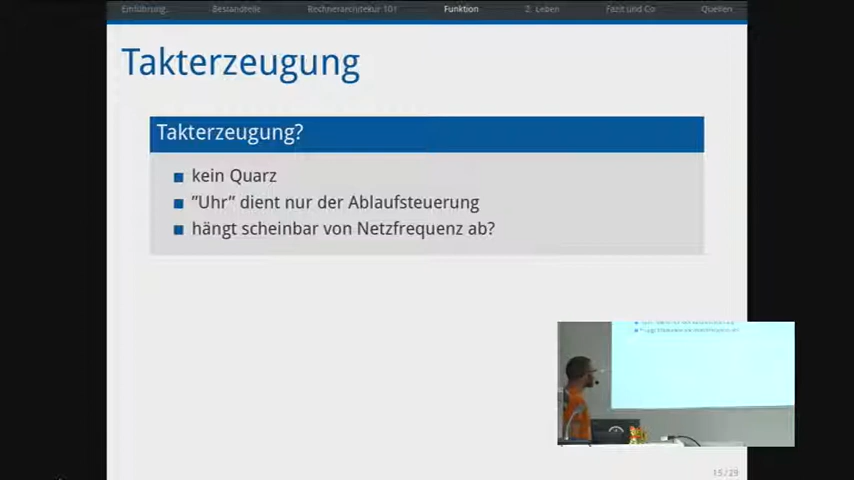 Einführung... Bestandteile Rechnerarchitektur 101 Funktion 2. Leben Fazit und Co Quellen
Takterzeugung
Takterzeugung?
kein Quarz
"Uhr" dient nur der Ablaufsteuerung
hängt scheinbar von Netzfrequenz ab?
15 / 29